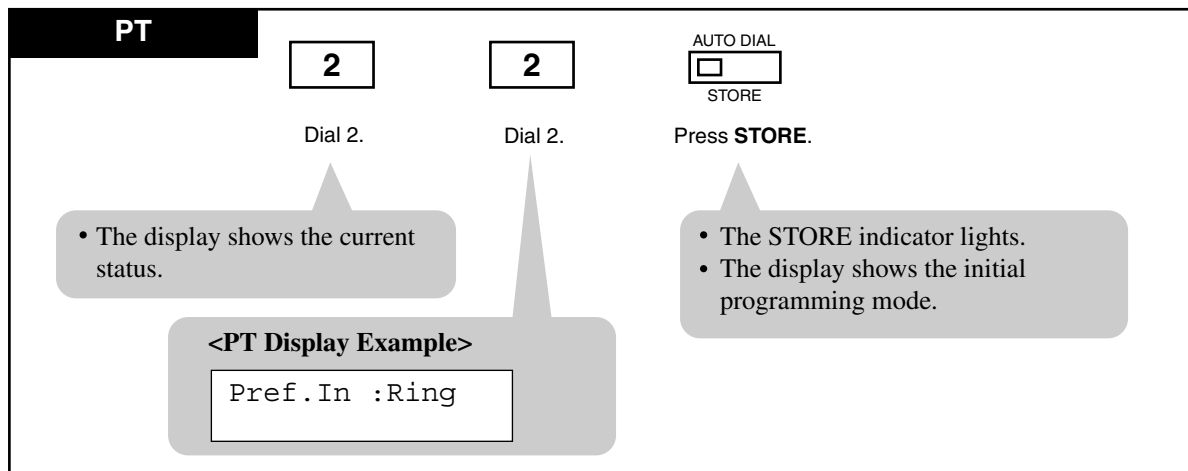 PT
2
2
AUTO DIAL
STORE
Dial 2.
Dial 2.
Press STORE.
• The display shows the current
status.
• The STORE indicator lights.
• The display shows the initial
programming mode.
<PT Display Example>
Pref.In :Ring